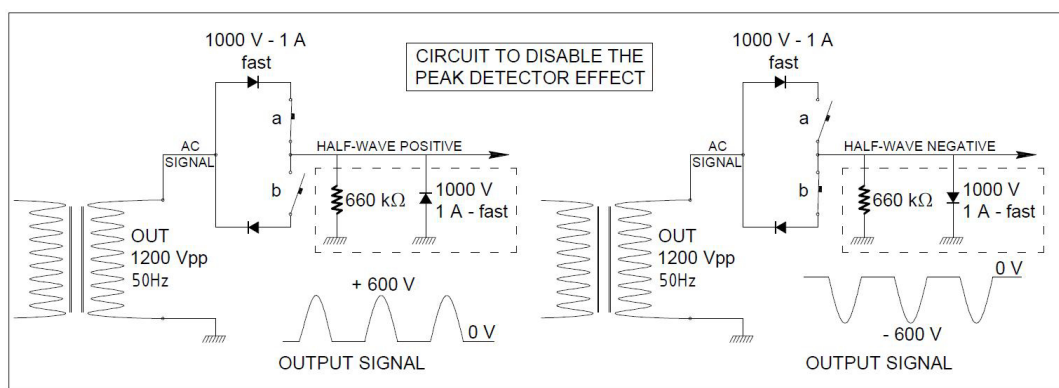 1000 V - 1 A
fast
CIRCUIT TO DISABLE THE
PEAK DETECTOR EFFECT
1000 V - 1 A
fast
a
AC
SIGNAL
HALF-WAVE POSITIVE
b
660 kΩ
1000 V
1 A - fast
OUT
1200 Vpp
50Hz
+ 600 V
0 V
OUTPUT SIGNAL
a
AC
SIGNAL
HALF-WAVE NEGATIVE
b
660 kΩ
1000 V
1 A - fast
OUT
1200 Vpp
50Hz
0 V
- 600 V
OUTPUT SIGNAL